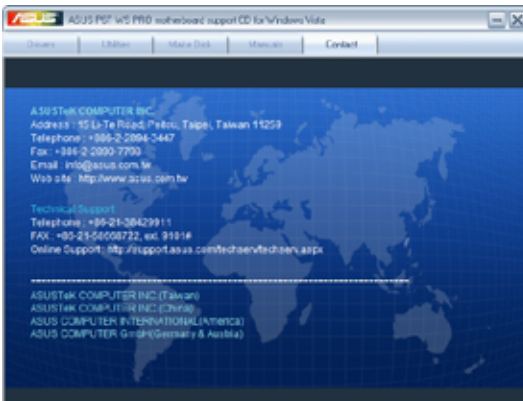 ASUS ASUS P5T WS PRO motherboard support CD for Windows Vista
Drivers Utilities Make Disk Manuals Contact
ASUSTeK COMPUTER INC.
Address : 15 Li-Te Road, Peitou, Taipei, Taiwan 11259
Telephone : +886-2-2894-3447
Fax : +886-2-2890-7798
Email : info@asus.com.tw
Web site : http://www.asus.com.tw
Technical Support
Telephone : +86-21-38429911
FAX : +86-21-58668722, ext. 9101#
Online Support : http://support.asus.com/techserv/techserv.aspx
ASUSTeK COMPUTER INC.(Taiwan)
ASUSTeK COMPUTER INC.(China)
ASUS COMPUTER INTERNATIONAL(America)
ASUS COMPUTER GmbH(Germany & Austria)